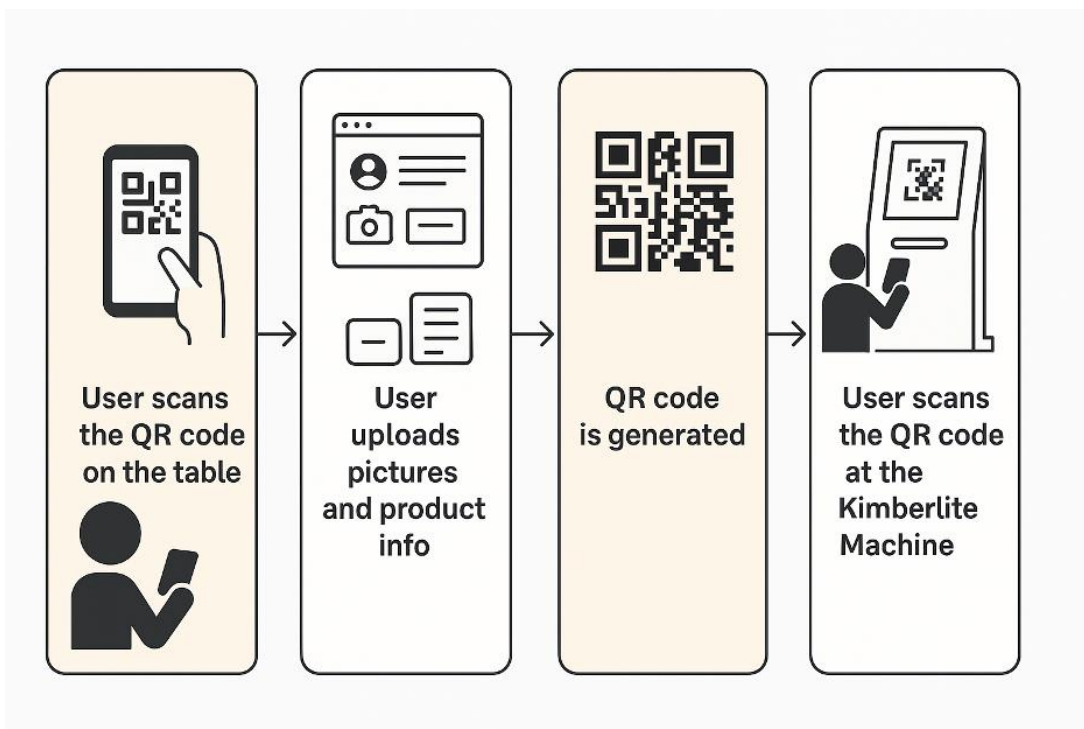 User scans
the QR code
on the table
User
uploads
pictures
and product
info
QR code
is generated
User scans
the QR code
at the
Kimberlite
Machine